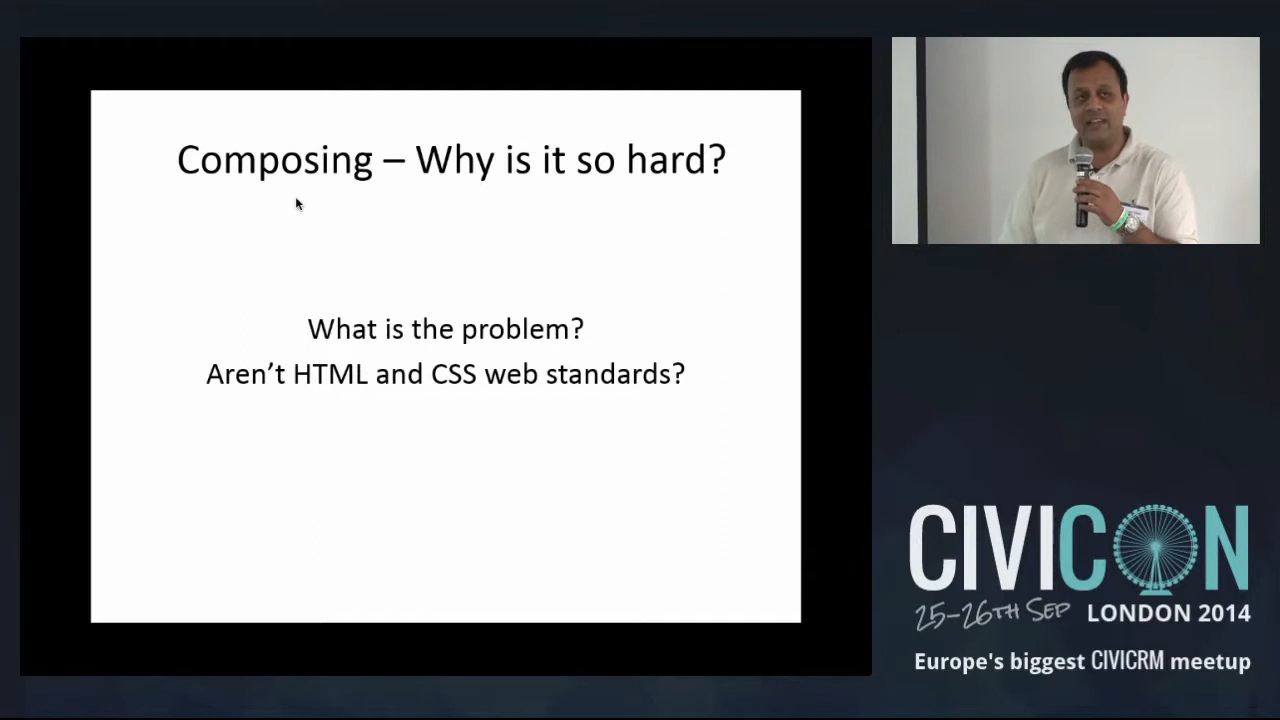 Composing – Why is it so hard?
What is the problem?
Aren’t HTML and CSS web standards?
CIVICON
25-26TH SEP LONDON 2014
Europe's biggest CIVICRM meetup